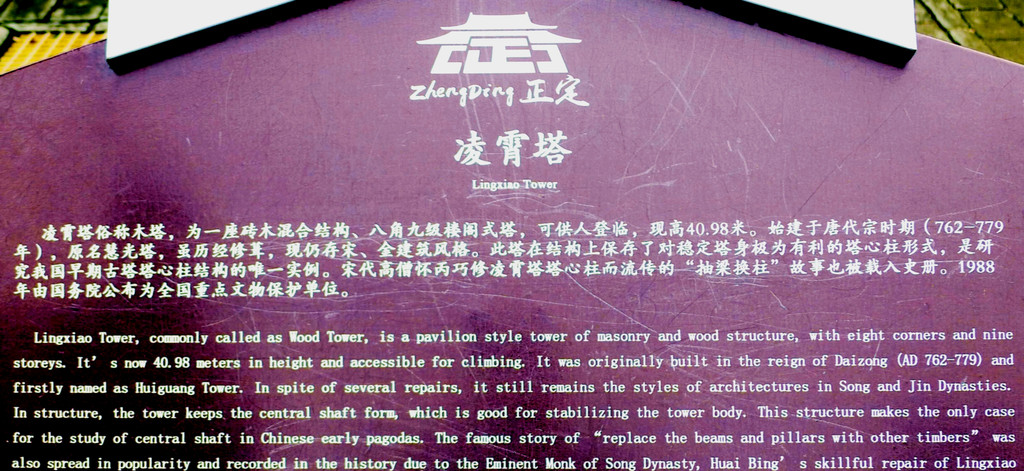 ZhengDing 正定
凌霄塔
Lingxiao Tower
凌霄塔俗称木塔，为一座砖木混合结构、八角九级楼阁式塔，可供人登临，现高40.98米。始建于唐代宗时期（762-779
年），原名慧光塔，虽历经修葺，现仍存宋、金建筑风格。此塔在结构上保存了对稳定塔身极为有利的塔心柱形式，是研
究我国早期古塔塔心柱结构的唯一实例。宋代高僧怀丙巧修凌霄塔塔心柱而流传的“抽梁换柱”故事也被载入史册。1988
年由国务院公布为全国重点文物保护单位。
Lingxiao Tower, commonly called as Wood Tower, is a pavilion style tower of masonry and wood structure, with eight corners and nine
storeys. It’s now 40.98 meters in height and accessible for climbing. It was originally built in the reign of Daizong (AD 762-779) and
firstly named as Huiguang Tower. In spite of several repairs, it still remains the styles of architectures in Song and Jin Dynasties.
In structure, the tower keeps the central shaft form, which is good for stabilizing the tower body. This structure makes the only case
for the study of central shaft in Chinese early pagodas. The famous story of “replace the beams and pillars with other timbers” was
also spread in popularity and recorded in the history due to the Eminent Monk of Song Dynasty, Huai Bing’s skillful repair of Lingxiao